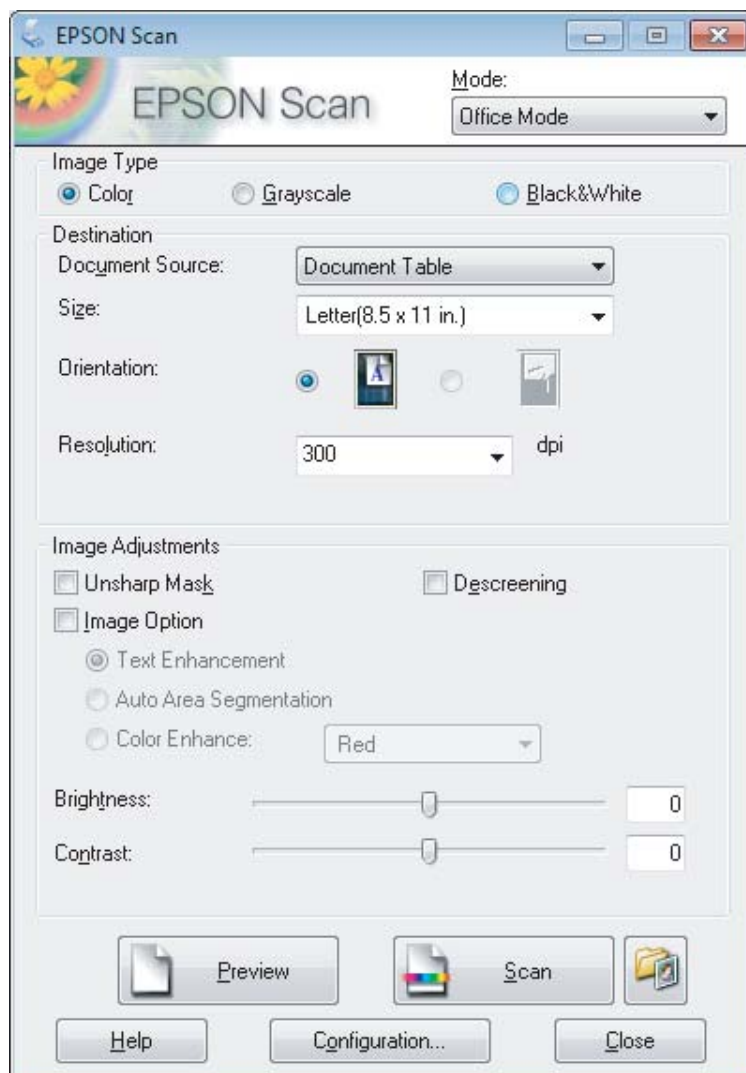 EPSON Scan
EPSON Scan
Mode:
Office Mode
Image Type
Color Grayscale Black&White
Destination
Document Source: Document Table
Size: Letter(8.5 x 11 in.)
Orientation: A
Resolution: 300 dpi
Image Adjustments
Unsharp Mask Descreening
Image Option
Text Enhancement
Auto Area Segmentation
Color Enhance: Red
Brightness: 0
Contrast: 0
Preview Scan
Help Configuration... Close